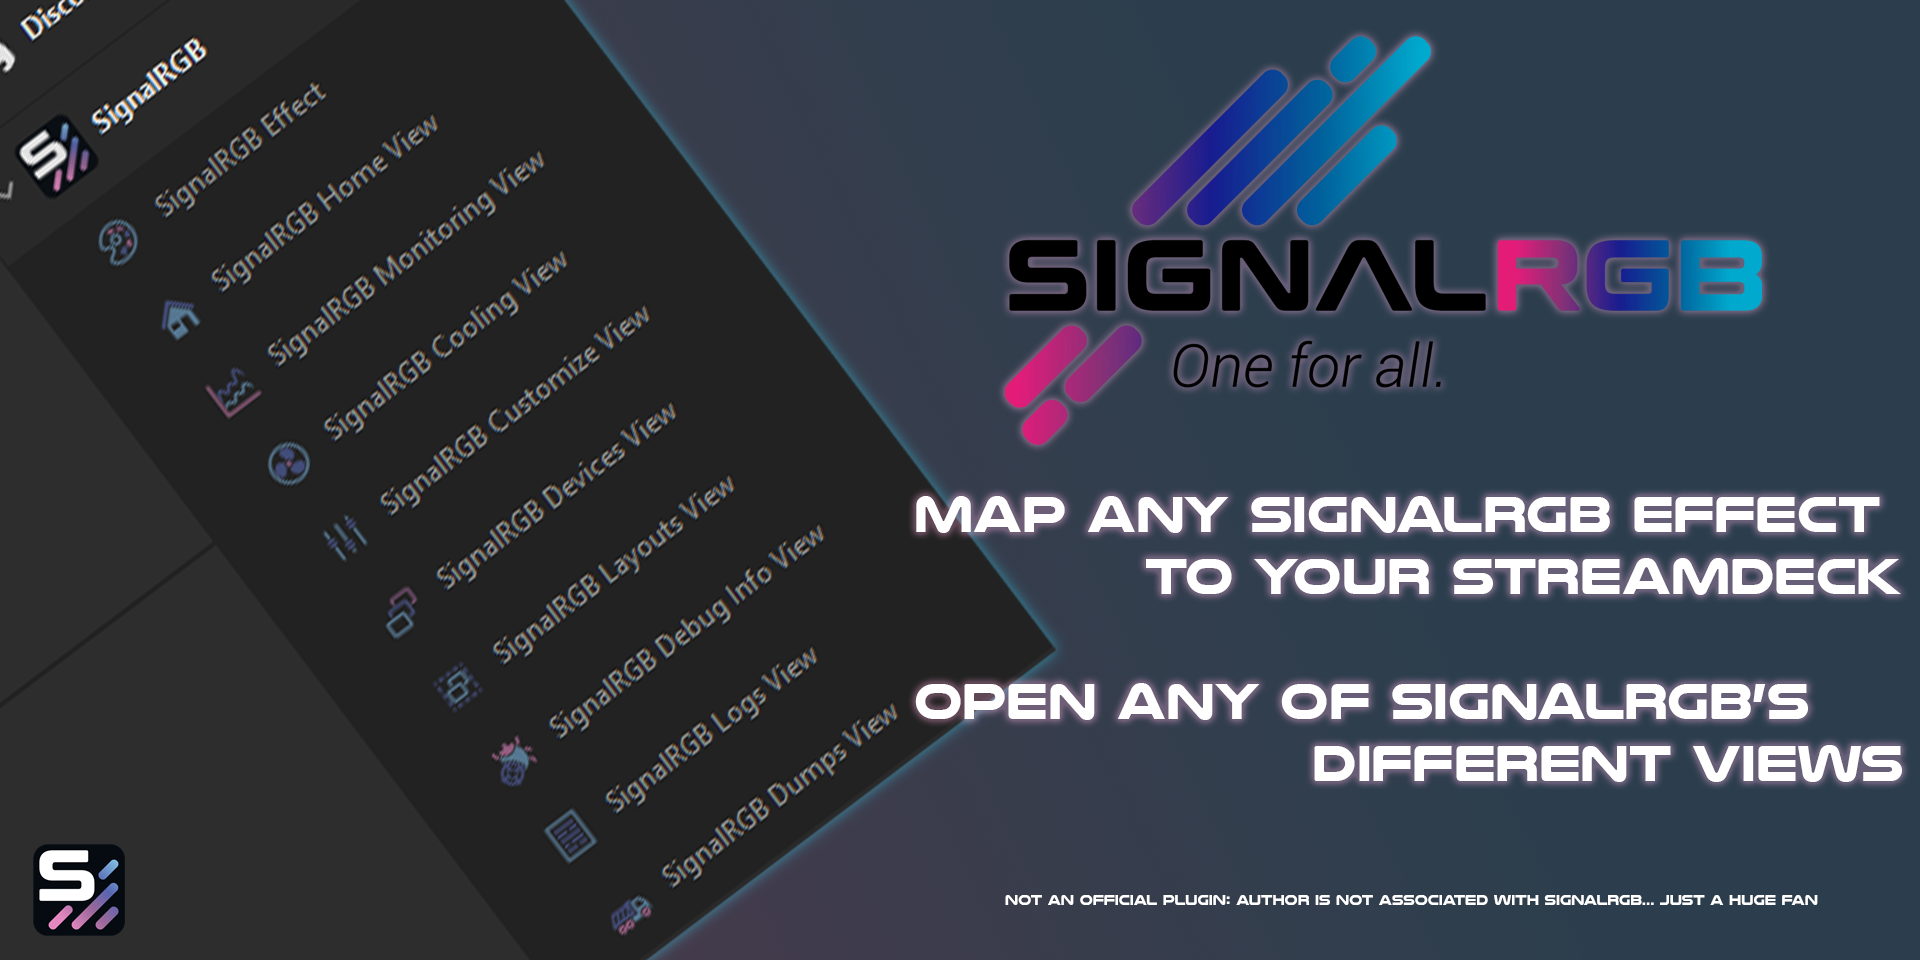 SignalRGB
SignalRGB Effect
SignalRGB Home View
SignalRGB Monitoring View
SignalRGB Cooling View
SignalRGB Customize View
SignalRGB Devices View
SignalRGB Layouts View
SignalRGB Debug Info View
SignalRGB Logs View
SignalRGB Dumps View
SIGNALRGB
One for all.
MAP ANY SIGNALRGB EFFECT
TO YOUR STREAMDECK
OPEN ANY OF SIGNALRGB'S
DIFFERENT VIEWS
NOT AN OFFICIAL PLUGIN: AUTHOR IS NOT ASSOCIATED WITH SIGNALRGB... JUST A HUGE FAN